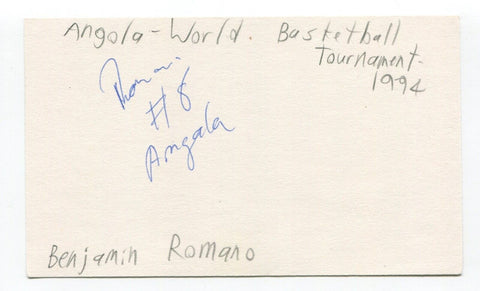 Angola - World. Basketball
Tournament-
1994
Romano
#8
Angola
Benjamin Romano